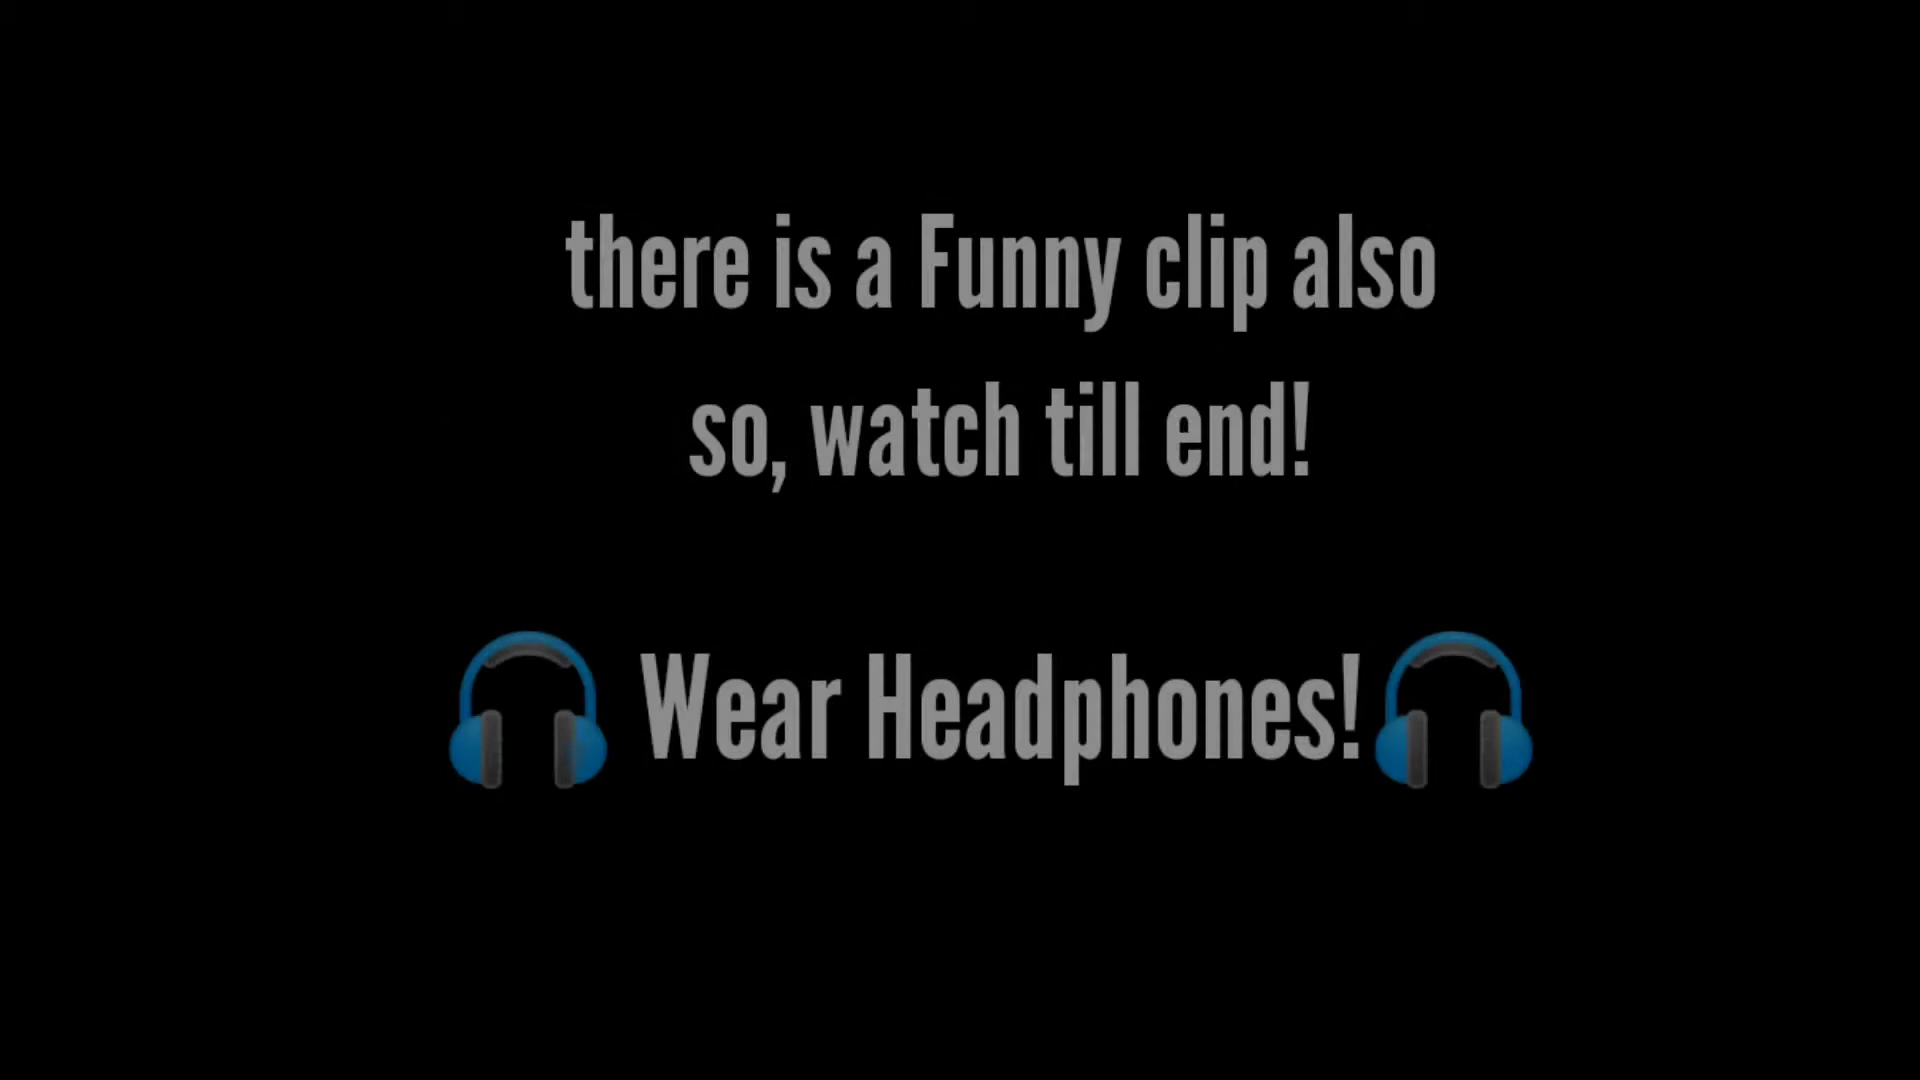 there is a Funny clip also
so, watch till end!
🎧 Wear Headphones!🎧